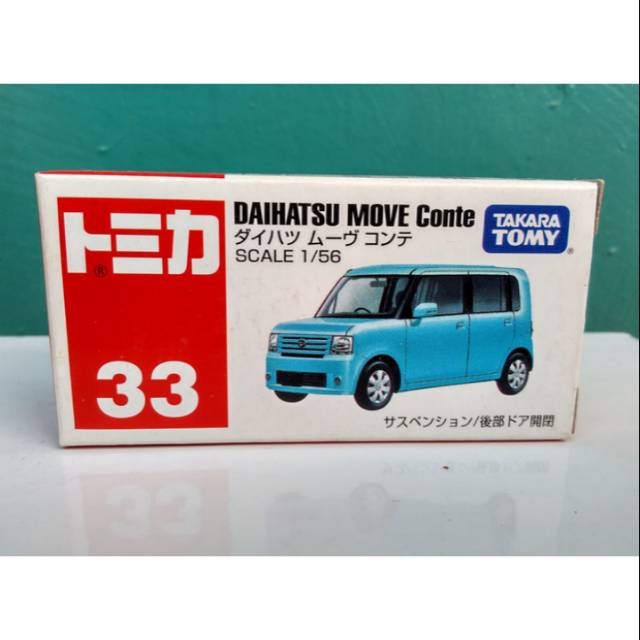 トミカ
®
33
DAIHATSU MOVE Conte
ダイハツ ムーヴ コンテ
SCALE 1/56
TAKARA
TOMY
®
サスペンション/後部ドア開閉